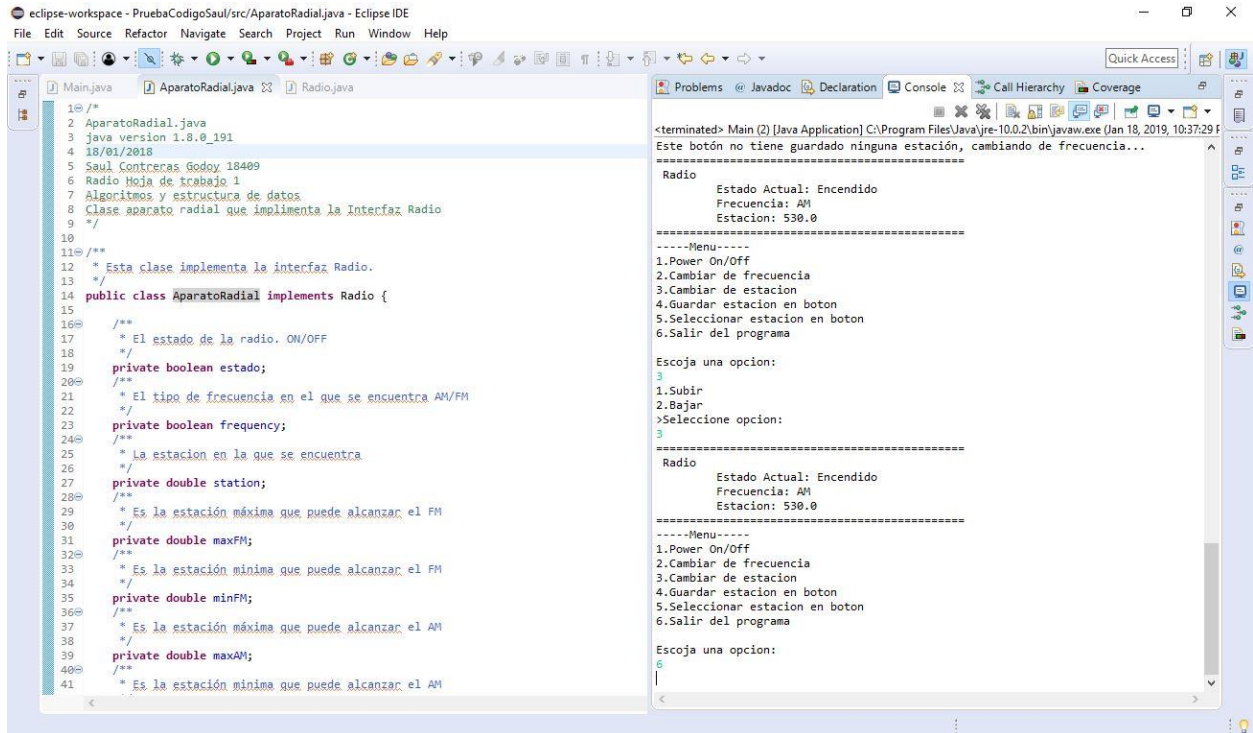 eclipse-workspace - PruebaCodigoSaul/src/AparatoRadial.java - Eclipse IDE
File Edit Source Refactor Navigate Search Project Run Window Help
Quick Access
Main.java AparatoRadial.java Radio.java
1 /*
2 AparatoRadial.java
3 java version 1.8.0_191
4 18/01/2018
5 Saul Contreras Godoy 18409
6 Radio Hoja de trabajo 1
7 Algoritmos y estructura de datos
8 Clase aparato radial que implimenta la Interfaz Radio
9 */
10
11 /**
12 * Esta clase implementa la interfaz Radio.
13 */
14 public class AparatoRadial implements Radio {
15
16 /**
17 * El estado de la radio. ON/OFF
18 */
19 private boolean estado;
20 /**
21 * El tipo de frecuencia en el que se encuentra AM/FM
22 */
23 private boolean frequency;
24 /**
25 * La estacion en la que se encuentra
26 */
27 private double station;
28 /**
29 * Es la estación máxima que puede alcanzar el FM
30 */
31 private double maxFM;
32 /**
33 * Es la estación minima que puede alcanzar el FM
34 */
35 private double minFM;
36 /**
37 * Es la estación máxima que puede alcanzar el AM
38 */
39 private double maxAM;
40 /**
41 * Es la estación minima que puede alcanzar el AM
Problems @ Javadoc Declaration Console Call Hierarchy Coverage
<terminated> Main (2) [Java Application] C:\Program Files\Java\jre-10.0.2\bin\javaw.exe (Jan 18, 2019, 10:37:29 F
Este botón no tiene guardado ninguna estación, cambiando de frecuencia...
==============================================
Radio
Estado Actual: Encendido
Frecuencia: AM
Estacion: 530.0
==============================================
-----Menu-----
1.Power On/Off
2.Cambiar de frecuencia
3.Cambiar de estacion
4.Guardar estacion en boton
5.Seleccionar estacion en boton
6.Salir del programa
Escoja una opcion:
3
1.Subir
2.Bajar
>Seleccione opcion:
3
==============================================
Radio
Estado Actual: Encendido
Frecuencia: AM
Estacion: 530.0
==============================================
-----Menu-----
1.Power On/Off
2.Cambiar de frecuencia
3.Cambiar de estacion
4.Guardar estacion en boton
5.Seleccionar estacion en boton
6.Salir del programa
Escoja una opcion:
6